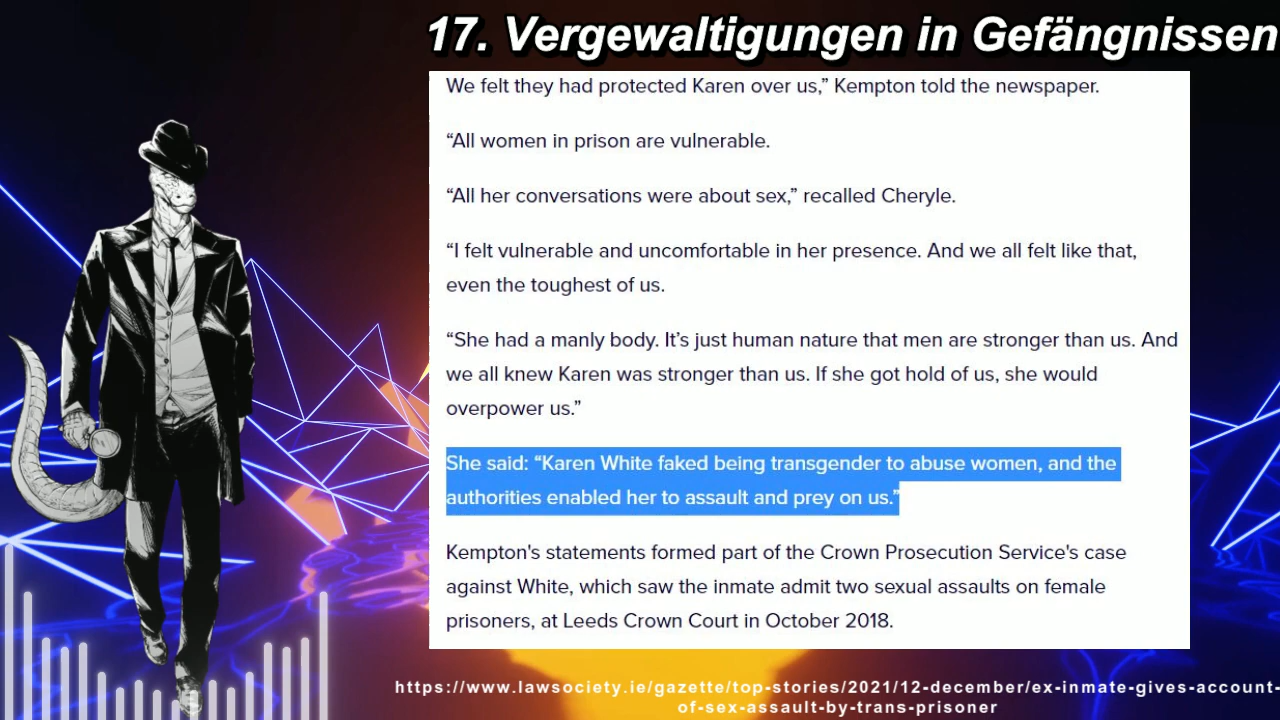 17. Vergewaltigungen in Gefängnissen
We felt they had protected Karen over us,” Kempton told the newspaper.
“All women in prison are vulnerable.
“All her conversations were about sex,” recalled Cheryle.
“I felt vulnerable and uncomfortable in her presence. And we all felt like that,
even the toughest of us.
“She had a manly body. It’s just human nature that men are stronger than us. And
we all knew Karen was stronger than us. If she got hold of us, she would
overpower us.”
She said: “Karen White faked being transgender to abuse women, and the
authorities enabled her to assault and prey on us.”
Kempton's statements formed part of the Crown Prosecution Service's case
against White, which saw the inmate admit two sexual assaults on female
prisoners, at Leeds Crown Court in October 2018.
https://www.lawsociety.ie/gazette/top-stories/2021/12-december/ex-inmate-gives-account-
of-sex-assault-by-trans-prisoner